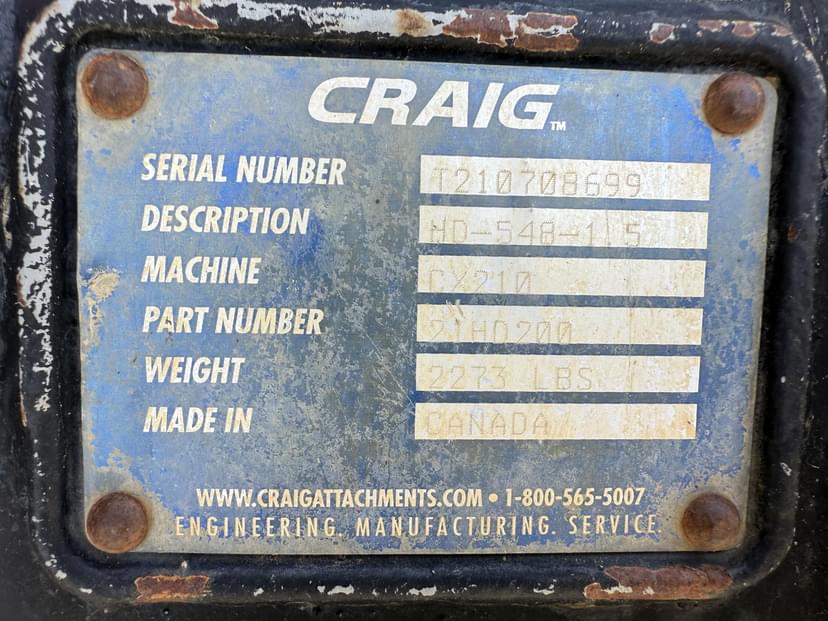 CRAIG™
SERIAL NUMBER T210708699
DESCRIPTION HD-548-1.5
MACHINE CX210
PART NUMBER 21HD200
WEIGHT 2273 LBS
MADE IN CANADA
WWW.CRAIGATTACHMENTS.COM • 1-800-565-5007
ENGINEERING. MANUFACTURING. SERVICE.